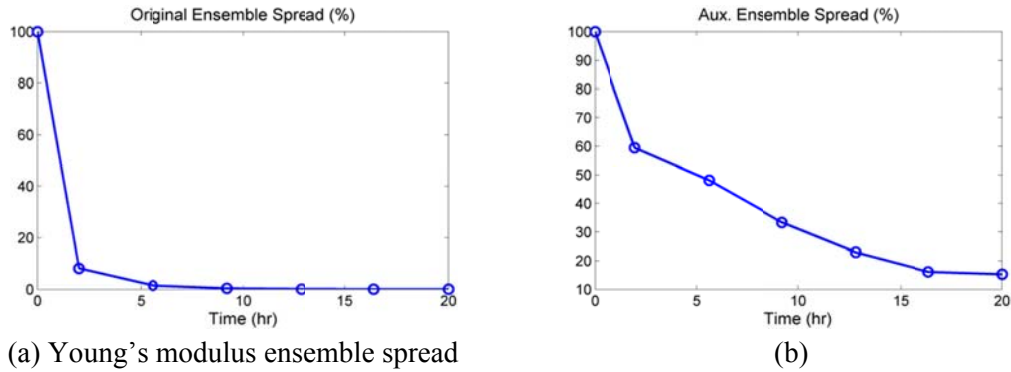 Original Ensemble Spread (%)
100
80
60
40
20
0
0 5 10 15 20
Time (hr)
(a) Young's modulus ensemble spread
Aux. Ensemble Spread (%)
100
90
80
70
60
50
40
30
20
10
0 5 10 15 20
Time (hr)
(b)